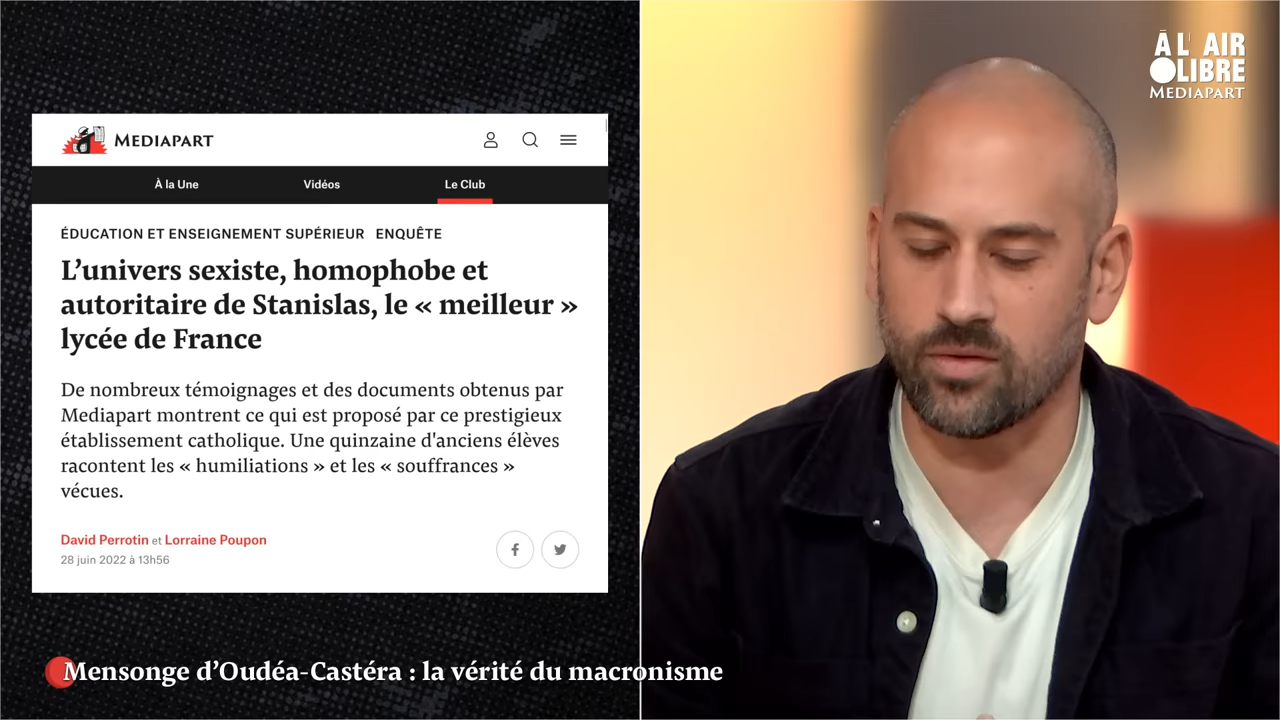 MEDIAPART
À la Une
Vidéos
Le Club
ÉDUCATION ET ENSEIGNEMENT SUPÉRIEUR ENQUÊTE
L’univers sexiste, homophobe et
autoritaire de Stanislas, le « meilleur »
lycée de France
De nombreux témoignages et des documents obtenus par
Mediapart montrent ce qui est proposé par ce prestigieux
établissement catholique. Une quinzaine d'anciens élèves
racontent les « humiliations » et les « souffrances »
vécues.
David Perrotin et Lorraine Poupon
28 juin 2022 à 13h56
À L' AIR
LIBRE
MEDIAPART
Mensonge d’Oudéa-Castéra : la vérité du macronisme